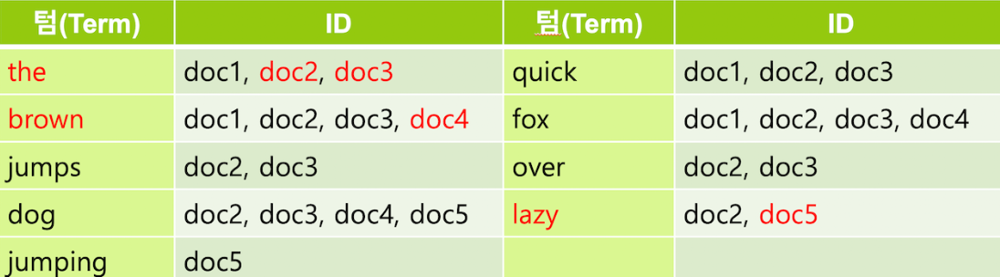 텀(Term) ID 텀(Term) ID
the doc1, doc2, doc3 quick doc1, doc2, doc3
brown doc1, doc2, doc3, doc4 fox doc1, doc2, doc3, doc4
jumps doc2, doc3 over doc2, doc3
dog doc2, doc3, doc4, doc5 lazy doc2, doc5
jumping doc5